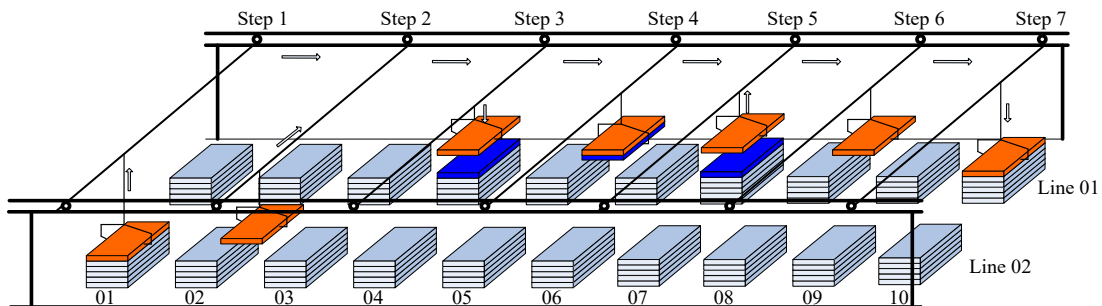 Step 1 Step 2 Step 3 Step 4 Step 5 Step 6 Step 7
Line 01
Line 02
01 02 03 04 05 06 07 08 09 10